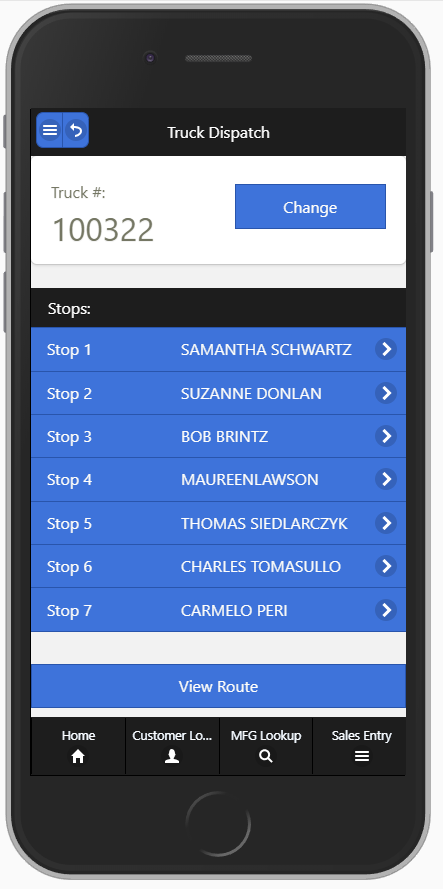 Truck Dispatch
Truck #:
100322
Change
Stops:
Stop 1 SAMANTHA SCHWARTZ
Stop 2 SUZANNE DONLAN
Stop 3 BOB BRINTZ
Stop 4 MAUREENLAWSON
Stop 5 THOMAS SIEDLARCZYK
Stop 6 CHARLES TOMASULLO
Stop 7 CARMELO PERI
View Route
Home Customer Lo... MFG Lookup Sales Entry